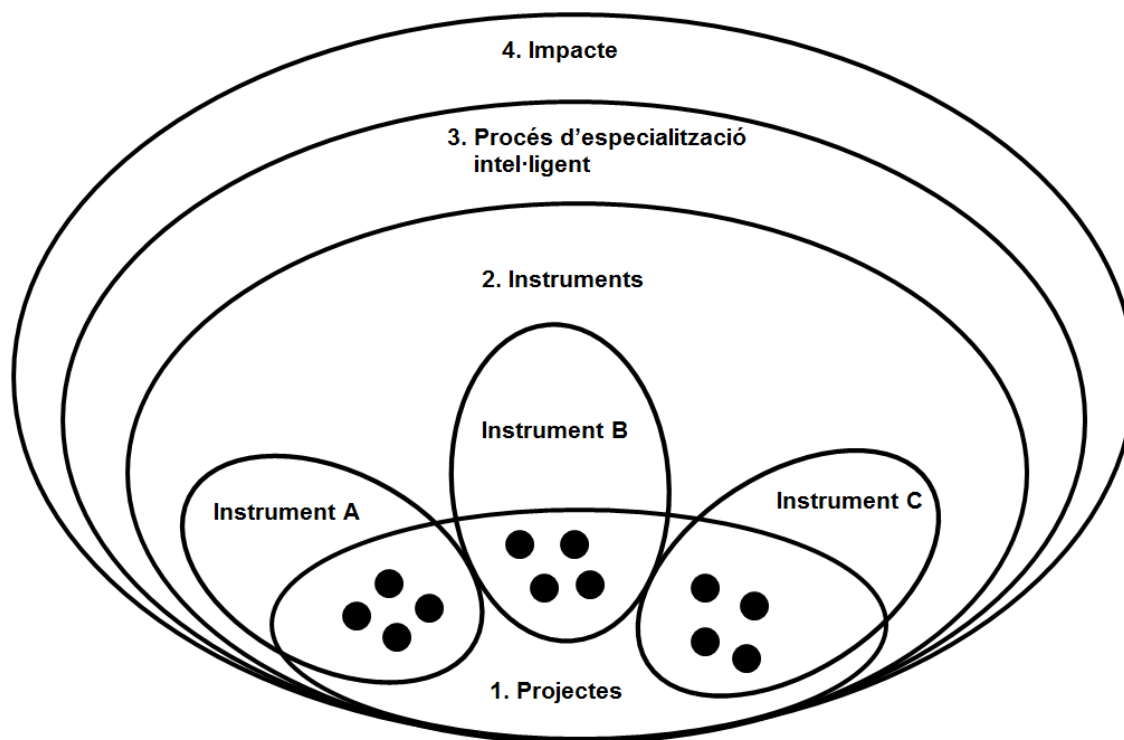 4. Impacte
3. Procés d’especialització
intel·ligent
2. Instruments
Instrument B
Instrument A
Instrument C
1. Projectes